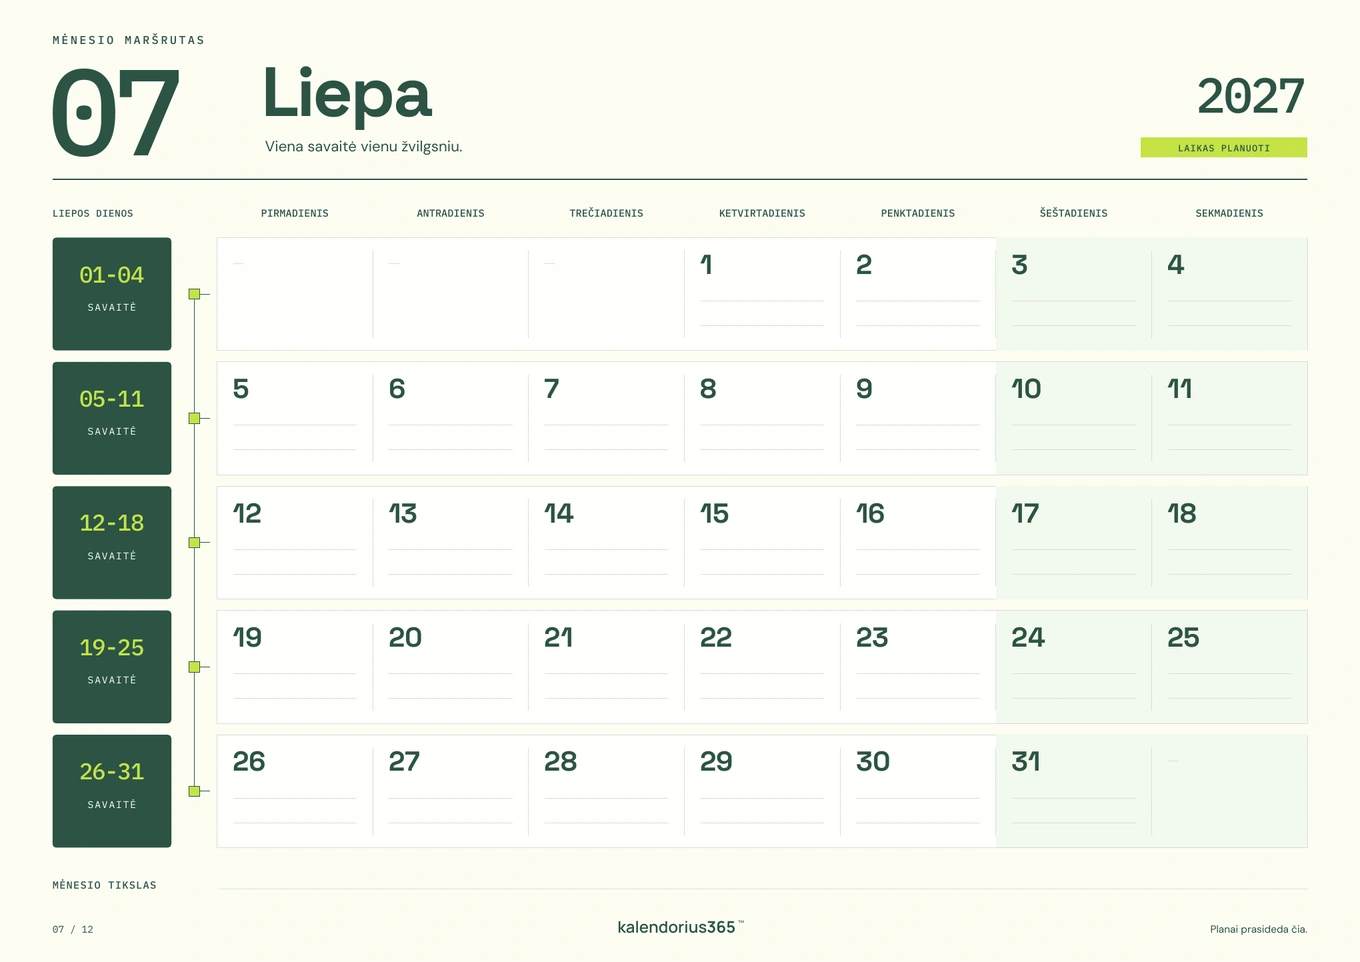 MĖNESIO MARŠRUTAS
07
Liepa
Viena savaitė vienu žvilgsniu.
2027
LAIKAS PLANUOTI
LIEPOS DIENOS PIRMADIENIS ANTRADIENIS TREČIADIENIS KETVIRTADIENIS PENKTADIENIS ŠEŠTADIENIS SEKMADIENIS
01-04
SAVAITĖ
— — — 1 2 3 4
05-11
SAVAITĖ
5 6 7 8 9 10 11
12-18
SAVAITĖ
12 13 14 15 16 17 18
19-25
SAVAITĖ
19 20 21 22 23 24 25
26-31
SAVAITĖ
26 27 28 29 30 31 —
MĖNESIO TIKSLAS
07 / 12
kalendorius365™
Planai prasideda čia.